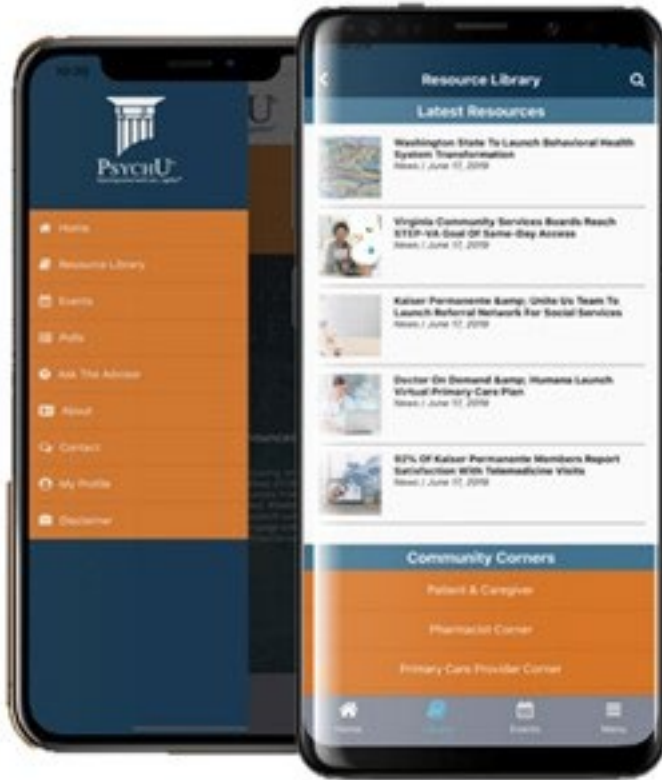 10:20
PSYCHU
Home
Resource Library
Events
Polls
Ask The Advisor
About
Contact
My Profile
Disclaimer
U
Resource Library
Latest Resources
Washington State To Launch Behavioral Health
System Transformation
News / June 17, 2019
Virginia Community Services Boards Reach
STEP-VA Goal Of Same-Day Access
News / June 17, 2019
Kaiser Permanente &amp; Unite Us Team To
Launch Referral Network For Social Services
News / June 17, 2019
Doctor On Demand &amp; Humana Launch
Virtual Primary Care Plan
News / June 17, 2019
92% Of Kaiser Permanente Members Report
Satisfaction With Telemedicine Visits
News / June 17, 2019
Community Corners
Patient & Caregiver
Pharmacist Corner
Primary Care Provider Corner
Home
Library
Events
Menu